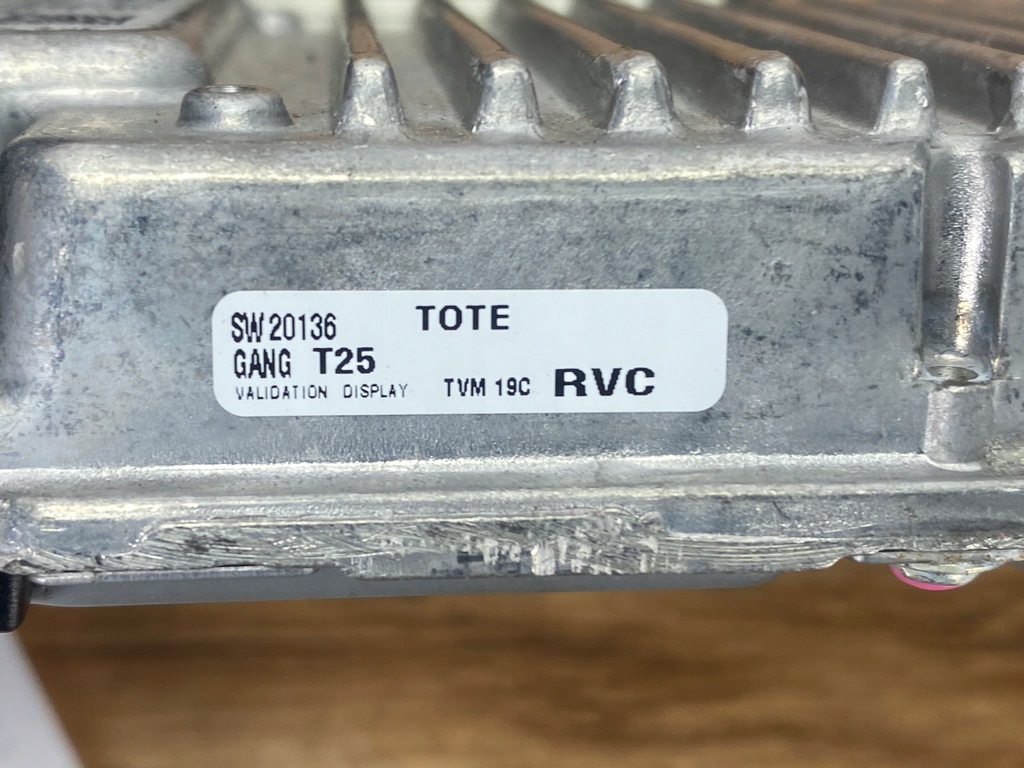 SW 20136 TOTE
GANG T25
VALIDATION DISPLAY TVM 19C RVC